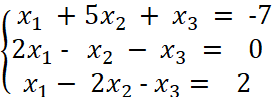 x₁ + 5x₂ + x₃ = -7
2x₁ - x₂ − x₃ = 0
x₁ − 2x₂ - x₃ = 2